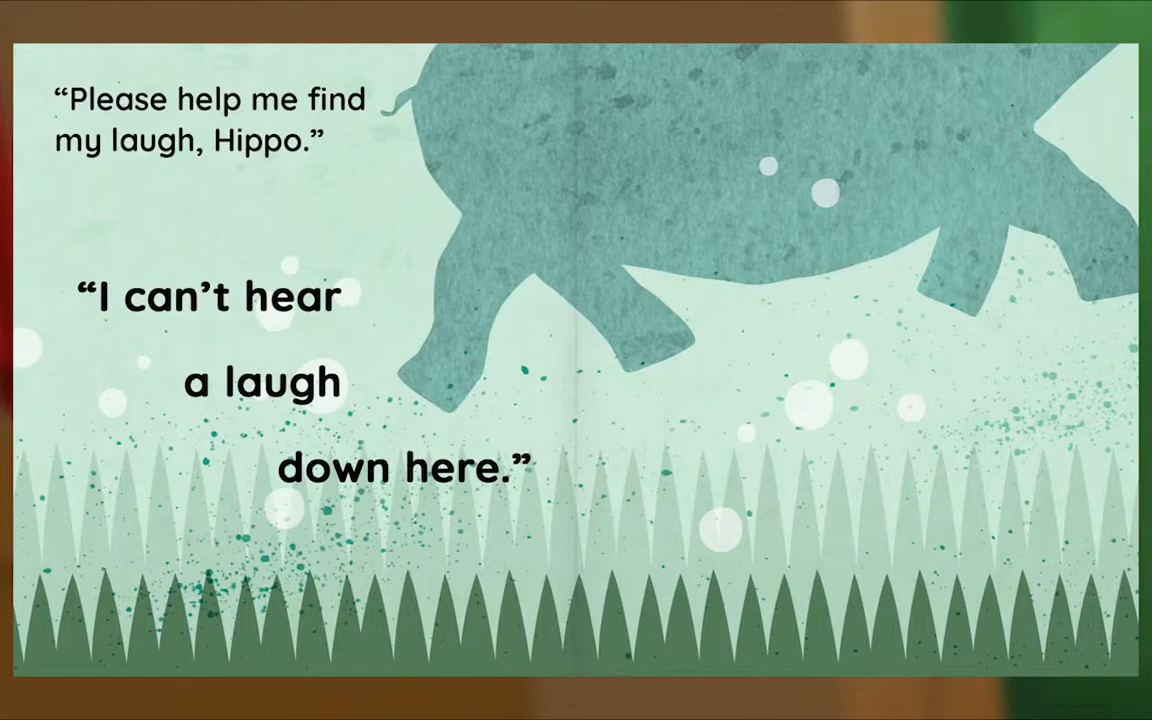 “Please help me find
my laugh, Hippo.”
“I can’t hear
a laugh
down here.”